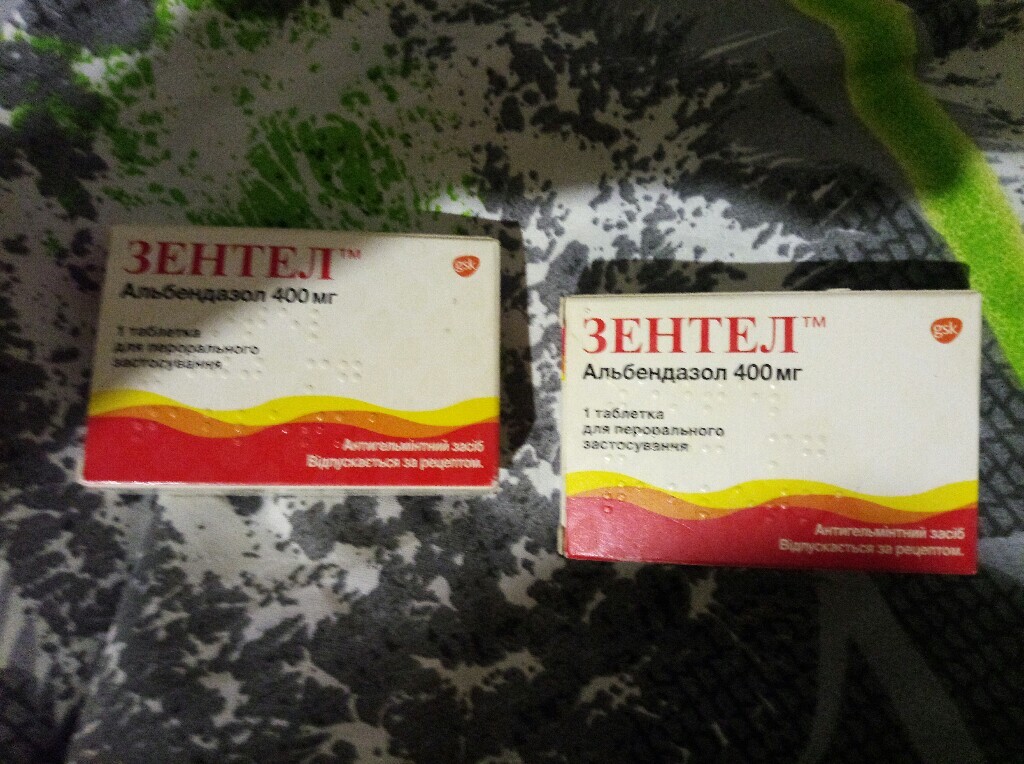 ЗЕНТЕЛ™
gsk
Альбендазол 400 мг
1 таблетка
для перорального
застосування
Антигельмінтний засіб
Відпускається за рецептом.
ЗЕНТЕЛ™
gsk
Альбендазол 400 мг
1 таблетка
для перорального
застосування
Антигельмінтний засіб
Відпускається за рецептом.